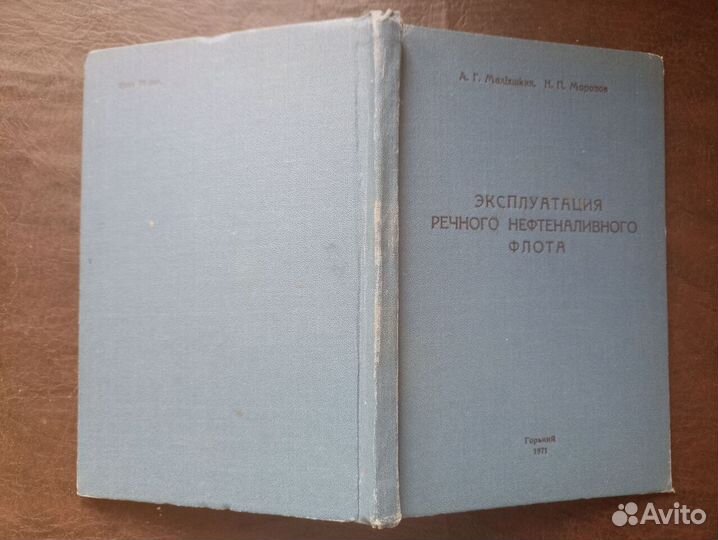 А. Г. Малышкин, Н. П. Морозов
ЭКСПЛУАТАЦИЯ
РЕЧНОГО НЕФТЕНАЛИВНОГО
ФЛОТА
Горький
1971
Avito